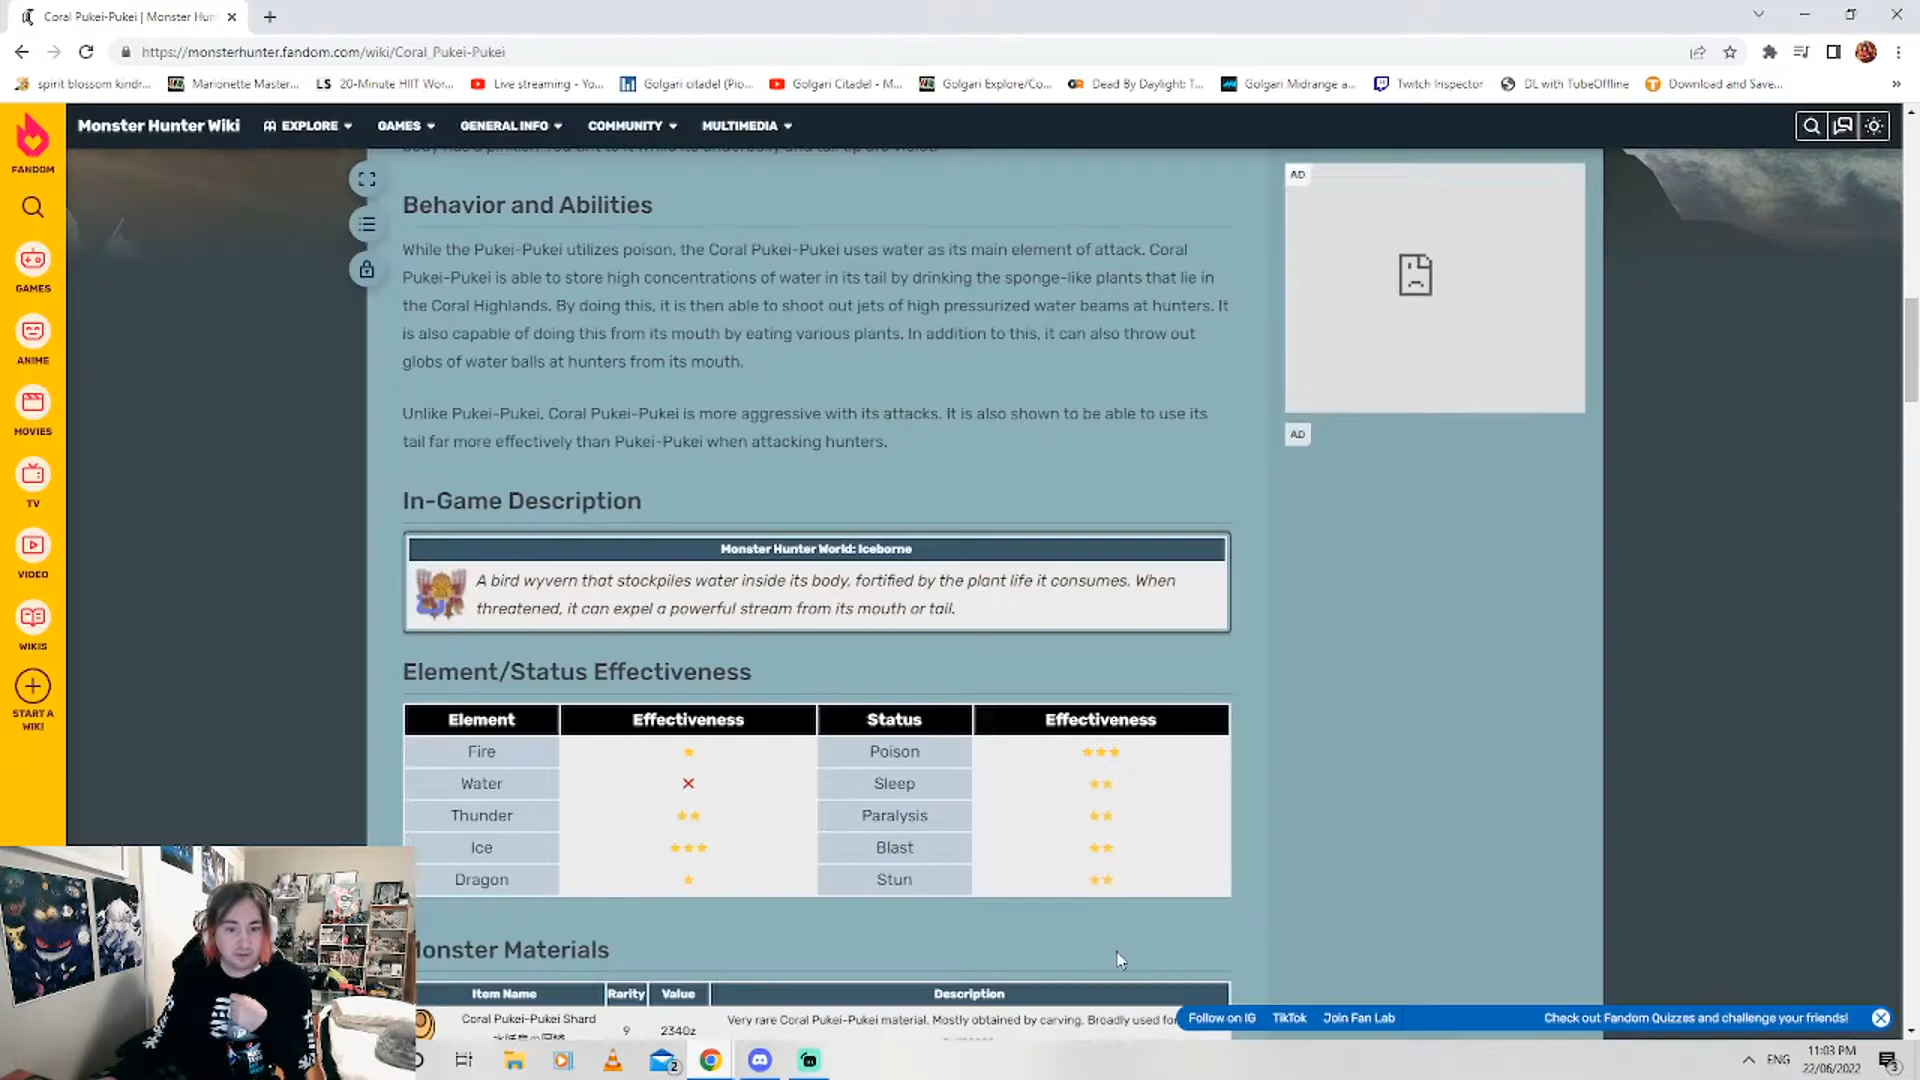 Coral Pukei-Pukei | Monster Hun
https://monsterhunter.fandom.com/wiki/Coral_Pukei-Pukei
spirit blossom kindr...
Marionette Master...
LS 20-Minute HIIT Wor...
Live streaming - Yo...
Golgari citadel (Pio...
Golgari Citadel - M...
Golgari Explore/Co...
Dead By Daylight: T...
Golgari Midrange a...
Twitch Inspector
DL with TubeOffline
Download and Save...
FANDOM
GAMES
ANIME
MOVIES
TV
VIDEO
WIKIS
START A
WIKI
Monster Hunter Wiki
EXPLORE
GAMES
GENERAL INFO
COMMUNITY
MULTIMEDIA
AD
AD
Behavior and Abilities
While the Pukei-Pukei utilizes poison, the Coral Pukei-Pukei uses water as its main element of attack. Coral
Pukei-Pukei is able to store high concentrations of water in its tail by drinking the sponge-like plants that lie in
the Coral Highlands. By doing this, it is then able to shoot out jets of high pressurized water beams at hunters. It
is also capable of doing this from its mouth by eating various plants. In addition to this, it can also throw out
globs of water balls at hunters from its mouth.
Unlike Pukei-Pukei, Coral Pukei-Pukei is more aggressive with its attacks. It is also shown to be able to use its
tail far more effectively than Pukei-Pukei when attacking hunters.
In-Game Description
Monster Hunter World: Iceborne
A bird wyvern that stockpiles water inside its body, fortified by the plant life it consumes. When
threatened, it can expel a powerful stream from its mouth or tail.
Element/Status Effectiveness
Element Effectiveness Status Effectiveness
Fire ★ Poison ★★★
Water ✕ Sleep ★★
Thunder ★★ Paralysis ★★
Ice ★★★ Blast ★★
Dragon ★ Stun ★★
Monster Materials
Item Name Rarity Value Description
Coral Pukei-Pukei Shard 9 2340z Very rare Coral Pukei-Pukei material. Mostly obtained by carving. Broadly used for
Follow on IG TikTok Join Fan Lab Check out Fandom Quizzes and challenge your friends!
2
ENG
11:03 PM
22/06/2022
3